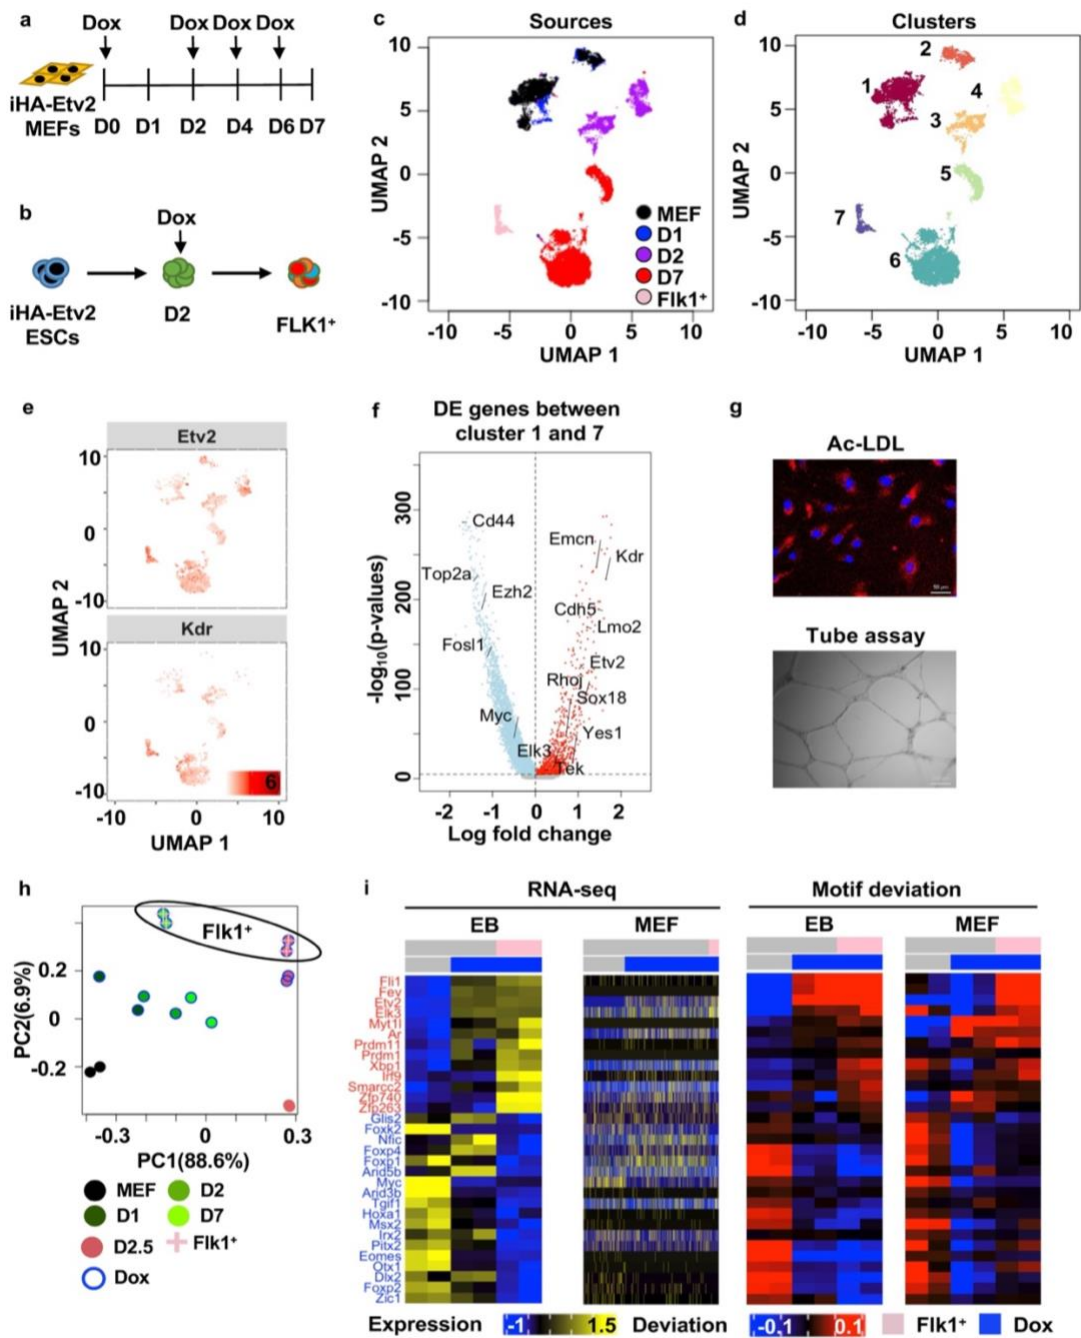 a
Dox
Dox Dox Dox
iHA-Etv2
MEFs
D0
D1
D2
D4
D6 D7
b
Dox
iHA-Etv2
ESCs
D2
FLK1+
c
Sources
UMAP 2
10
5
0
-5
-10
MEF
D1
D2
D7
Flk1+
-10
-5
0
5
10
UMAP 1
d
Clusters
10
5
0
-5
-10
1
2
3
4
5
6
7
-10
-5
0
5
10
UMAP 1
e
Etv2
10
0
-10
UMAP 2
Kdr
10
0
-10
6
-10
0
10
UMAP 1
f
DE genes between
cluster 1 and 7
-log10(p-values)
300
200
100
0
Cd44
Top2a
Ezh2
Fosl1
Myc
Elk3
Emcn
Kdr
Cdh5
Lmo2
Etv2
Rhoj
Sox18
Yes1
Tek
-2
-1
0
1
2
Log fold change
g
Ac-LDL
Tube assay
h
Flk1+
PC2(6.9%)
0.2
0
-0.2
-0.3
0
0.3
PC1(88.6%)
MEF
D2
D1
D7
D2.5
Flk1+
Dox
i
RNA-seq
Motif deviation
EB
MEF
EB
MEF
Fli1
Fev
Etv2
Elk3
Myt1l
Ar
Prdm11
Prdm1
Xbp1
Irf9
Smarcc2
Zfp740
Zfp263
Glis2
Foxk2
Nfic
Foxp4
Foxp1
Arid5b
Myc
Arid3b
Tgif1
Hoxa1
Msx2
Irx2
Pitx2
Eomes
Otx1
Dlx2
Foxp2
Zic1
Expression
-1
1.5
Deviation
-0.1
0.1
Flk1+
Dox